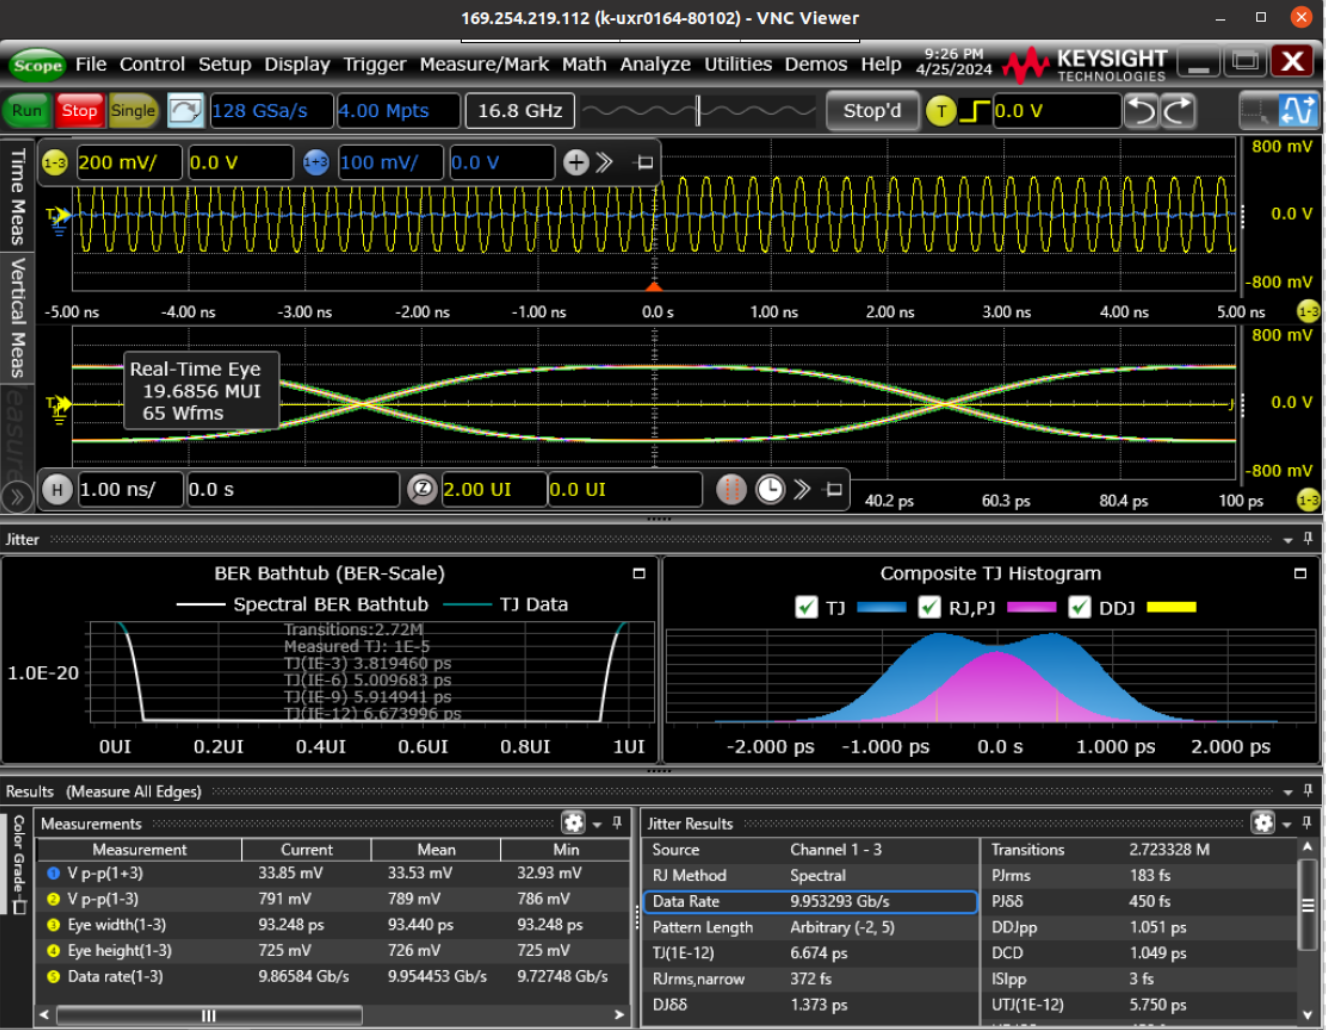 169.254.219.112 (k-uxr0164-80102) - VNC Viewer
Scope File Control Setup Display Trigger Measure/Mark Math Analyze Utilities Demos Help 9:26 PM 4/25/2024 KEYSIGHT TECHNOLOGIES X
Run Stop Single 128 GSa/s 4.00 Mpts 16.8 GHz Stop'd T 0.0 V
Time Meas
Vertical Meas
1-3 200 mV/ 0.0 V 1+3 100 mV/ 0.0 V
800 mV
0.0 V
-800 mV
-5.00 ns -4.00 ns -3.00 ns -2.00 ns -1.00 ns 0.0 s 1.00 ns 2.00 ns 3.00 ns 4.00 ns 5.00 ns 1-3
800 mV
Real-Time Eye
19.6856 MUI
65 Wfms
0.0 V
-800 mV
H 1.00 ns/ 0.0 s Z 2.00 UI 0.0 UI
40.2 ps 60.3 ps 80.4 ps 100 ps 1-3
Jitter
BER Bathtub (BER-Scale)
Spectral BER Bathtub TJ Data
Transitions:2.72M
Measured TJ: 1E-5
TJ(IE-3) 3.819460 ps
TJ(IE-6) 5.009683 ps
TJ(IE-9) 5.914941 ps
TJ(IE-12) 6.673996 ps
1.0E-20
0UI 0.2UI 0.4UI 0.6UI 0.8UI 1UI
Composite TJ Histogram
TJ RJ,PJ DDJ
-2.000 ps -1.000 ps 0.0 s 1.000 ps 2.000 ps
Results (Measure All Edges)
Color Grade
Measurements
Measurement Current Mean Min
1 V p-p(1+3) 33.85 mV 33.53 mV 32.93 mV
2 V p-p(1-3) 791 mV 789 mV 786 mV
3 Eye width(1-3) 93.248 ps 93.440 ps 93.248 ps
4 Eye height(1-3) 725 mV 726 mV 725 mV
5 Data rate(1-3) 9.86584 Gb/s 9.954453 Gb/s 9.72748 Gb/s
Jitter Results
Source Channel 1 - 3 Transitions 2.723328 M
RJ Method Spectral PJrms 183 fs
Data Rate 9.953293 Gb/s PJδδ 450 fs
Pattern Length Arbitrary (-2, 5) DDJpp 1.051 ps
TJ(1E-12) 6.674 ps DCD 1.049 ps
RJrms,narrow 372 fs ISIpp 3 fs
DJδδ 1.373 ps UTJ(1E-12) 5.750 ps